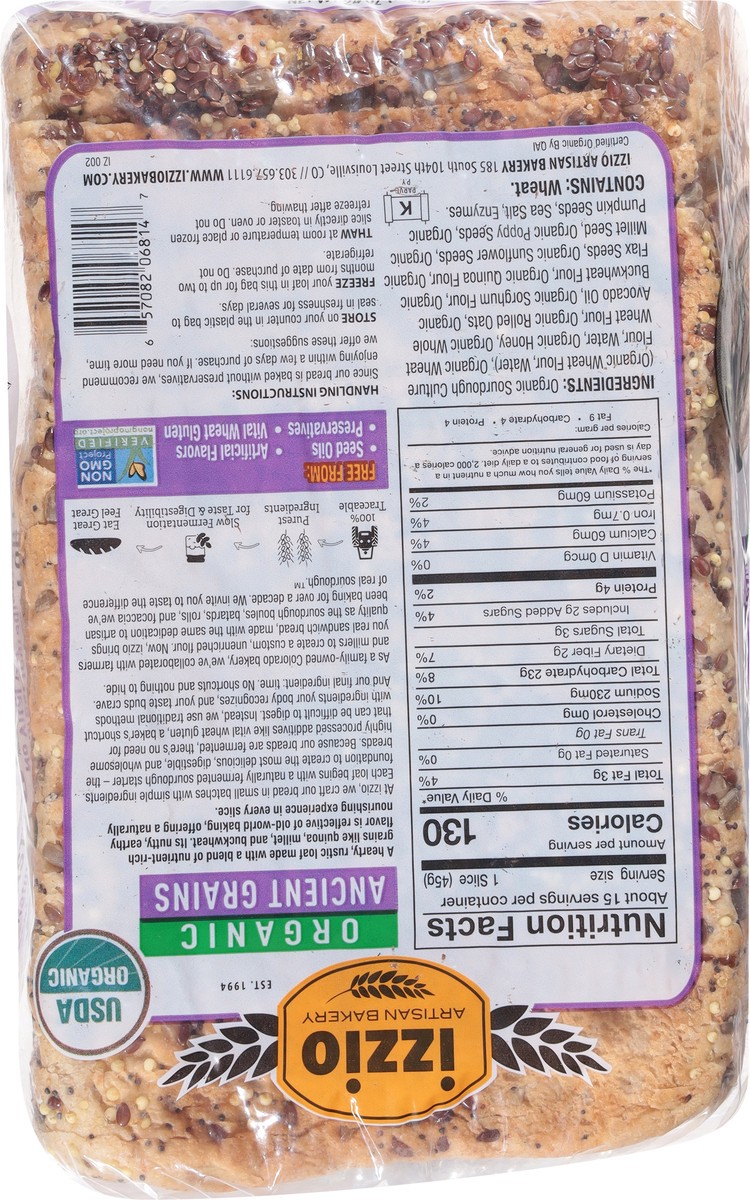 izzio
ARTISAN BAKERY
EST. 1994
USDA
ORGANIC
ORGANIC
ANCIENT GRAINS
A hearty, rustic loaf made with a blend of nutrient-rich
grains like quinoa, millet, and buckwheat. Its nutty, earthy
flavor is reflective of old-world baking, offering a naturally
nourishing experience in every slice.
At izzio, we craft our bread in small batches with simple ingredients.
Each loaf begins with a naturally fermented sourdough starter – the
foundation to create the most delicious, digestible, and wholesome
breads. Because our breads are fermented, there's no need for
highly processed additives like vital wheat gluten, a baker's shortcut
that can be difficult to digest. Instead, we use traditional methods
with ingredients your body recognizes, and your taste buds crave.
And our final ingredient: time. No shortcuts and nothing to hide.
As a family-owned Colorado bakery, we've collaborated with farmers
and millers to create a custom, unenriched flour. Now, izzio brings
you real sandwich bread, made with the same dedication to artisan
quality as the sourdough boules, batards, rolls, and focaccia we've
been baking for over a decade. We invite you to taste the difference
of real sourdough.™
100%
Traceable
Purest
Ingredients
Slow Fermentation
for Taste & Digestibility
Eat Great
Feel Great
FREE FROM:
• Seed Oils
• Preservatives
• Artificial Flavors
• Vital Wheat Gluten
NON
GMO
Project
VERIFIED
nongmoproject.org
HANDLING INSTRUCTIONS:
Since our bread is baked without preservatives, we recommend
enjoying within a few days of purchase. If you need more time,
we offer these suggestions:
STORE on your counter in the plastic bag to
seal in freshness for several days.
FREEZE your loaf in this bag for up to two
months from date of purchase. Do not
refrigerate.
THAW at room temperature or place frozen
slice directly in toaster or oven. Do not
refreeze after thawing.
6 57082 06814 7
Nutrition Facts
About 15 servings per container
Serving size 1 Slice (45g)
Amount per serving
Calories 130
% Daily Value*
Total Fat 3g 4%
Saturated Fat 0g 0%
Trans Fat 0g
Cholesterol 0mg 0%
Sodium 230mg 10%
Total Carbohydrate 23g 8%
Dietary Fiber 2g 7%
Total Sugars 3g
Includes 2g Added Sugars 4%
Protein 4g 2%
Vitamin D 0mcg 0%
Calcium 60mg 4%
Iron 0.7mg 4%
Potassium 60mg 2%
*The % Daily Value tells you how much a nutrient in a
serving of food contributes to a daily diet. 2,000 calories a
day is used for general nutrition advice.
Calories per gram:
Fat 9 • Carbohydrate 4 • Protein 4
INGREDIENTS: Organic Sourdough Culture
(Organic Wheat Flour, Water), Organic Wheat
Flour, Water, Organic Honey, Organic Whole
Wheat Flour, Organic Rolled Oats, Organic
Avocado Oil, Organic Sorghum Flour, Organic
Buckwheat Flour, Organic Quinoa Flour, Organic
Flax Seeds, Organic Sunflower Seeds, Organic
Millet Seed, Organic Poppy Seeds, Organic
Pumpkin Seeds, Sea Salt, Enzymes.
CONTAINS: Wheat.
K
PARVE
PY
IZZIO ARTISAN BAKERY 185 South 104th Street Louisville, CO // 303.657.6111 WWW.IZZIOBAKERY.COM
Certified Organic By QAI
IZ 002